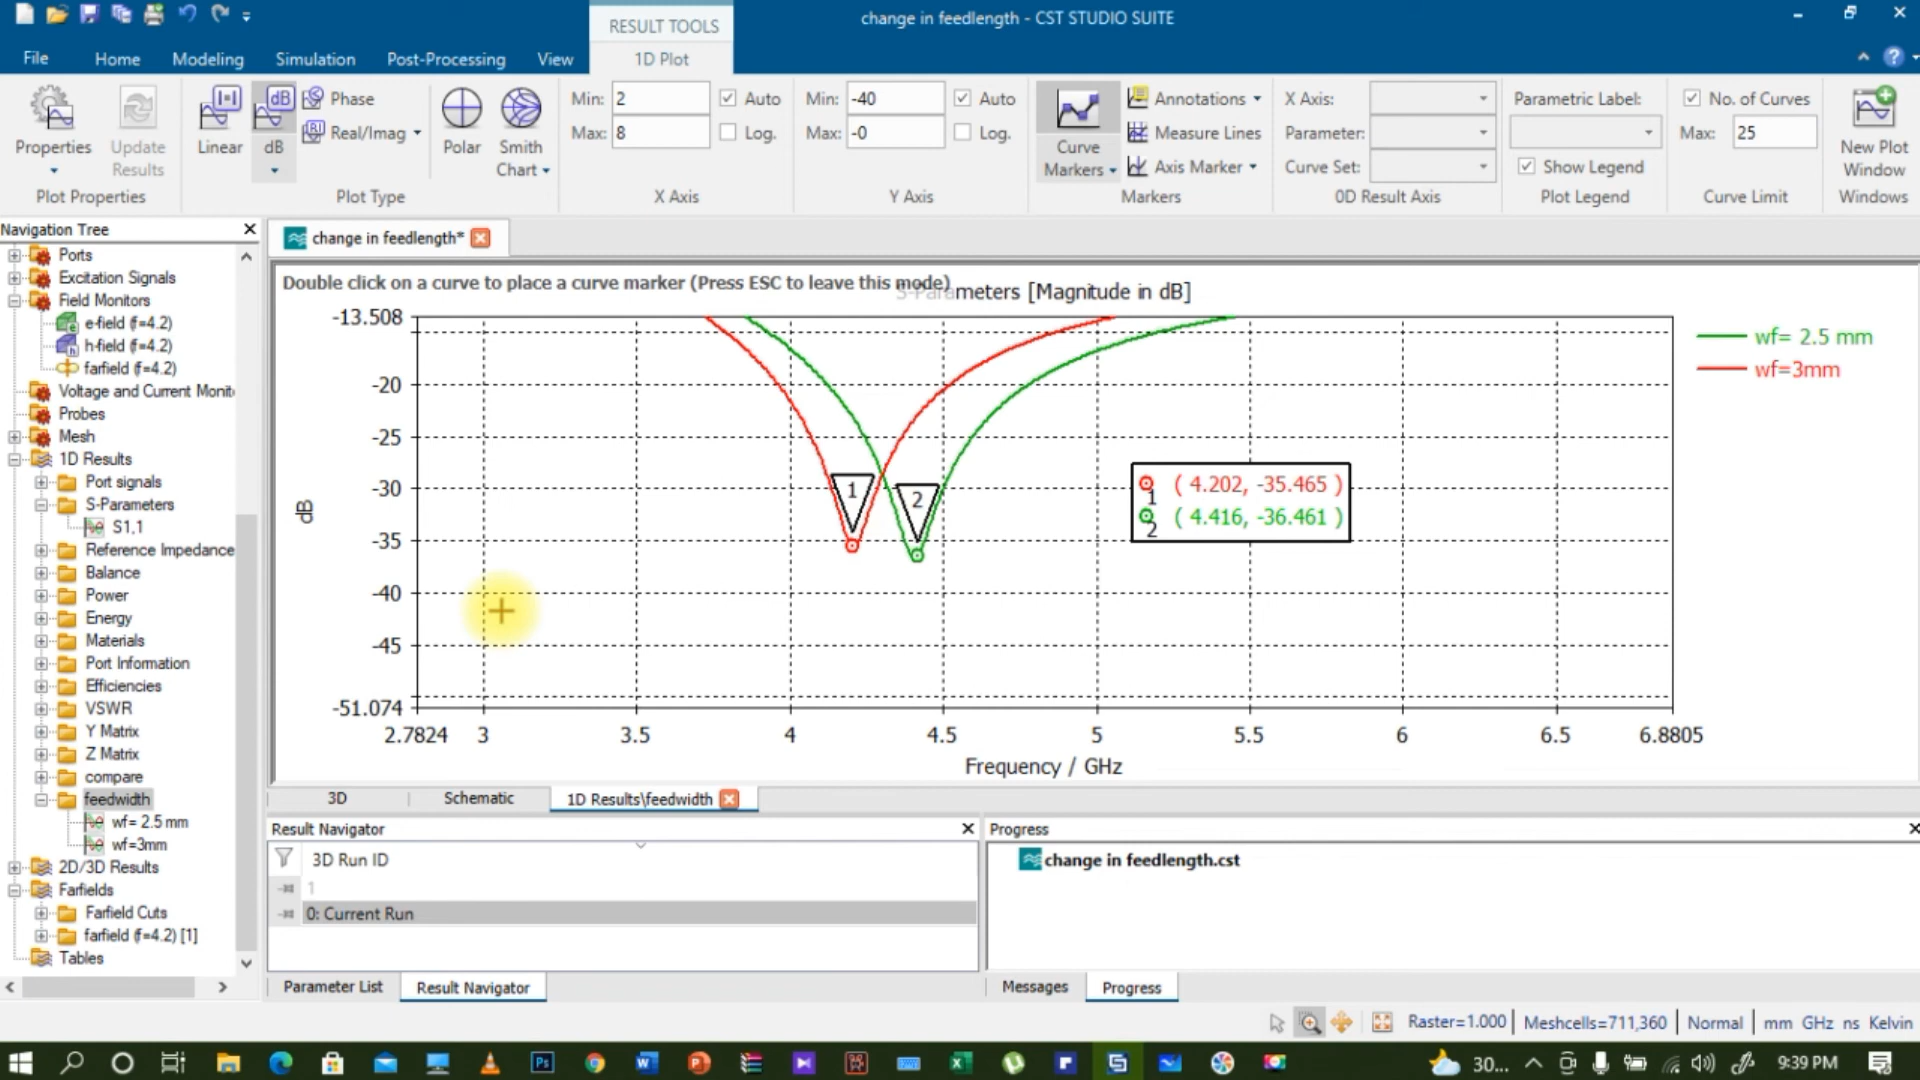 RESULT TOOLS
change in feedlength - CST STUDIO SUITE
File Home Modeling Simulation Post-Processing View 1D Plot
Properties
Update Results
Plot Properties
Linear
dB
Phase
Real/Imag
Polar
Smith Chart
Plot Type
Min: 2 Auto
Max: 8 Log.
X Axis
Min: -40 Auto
Max: -0 Log.
Y Axis
Curve Markers
Annotations
Measure Lines
Axis Marker
Markers
X Axis:
Parameter:
Curve Set:
0D Result Axis
Parametric Label:
Show Legend
Plot Legend
No. of Curves
Max: 25
Curve Limit
New Plot Window
Windows
Navigation Tree
Ports
Excitation Signals
Field Monitors
e-field (f=4.2)
h-field (f=4.2)
farfield (f=4.2)
Voltage and Current Monit
Probes
Mesh
1D Results
Port signals
S-Parameters
S1,1
Reference Impedance
Balance
Power
Energy
Materials
Port Information
Efficiencies
VSWR
Y Matrix
Z Matrix
compare
feedwidth
wf= 2.5 mm
wf=3mm
2D/3D Results
Farfields
Farfield Cuts
farfield (f=4.2) [1]
Tables
change in feedlength*
Double click on a curve to place a curve marker (Press ESC to leave this mode)
S-Parameters [Magnitude in dB]
-13.508
-20
-25
-30
-35
-40
-45
-51.074
dB
2.7824 3 3.5 4 4.5 5 5.5 6 6.5 6.8805
Frequency / GHz
1
2
1 ( 4.202, -35.465 )
2 ( 4.416, -36.461 )
wf= 2.5 mm
wf=3mm
3D Schematic 1D Results\feedwidth
Result Navigator
3D Run ID
1
0: Current Run
Parameter List Result Navigator
Progress
change in feedlength.cst
Messages Progress
Raster=1.000 Meshcells=711,360 Normal mm GHz ns Kelvin
30... 9:39 PM